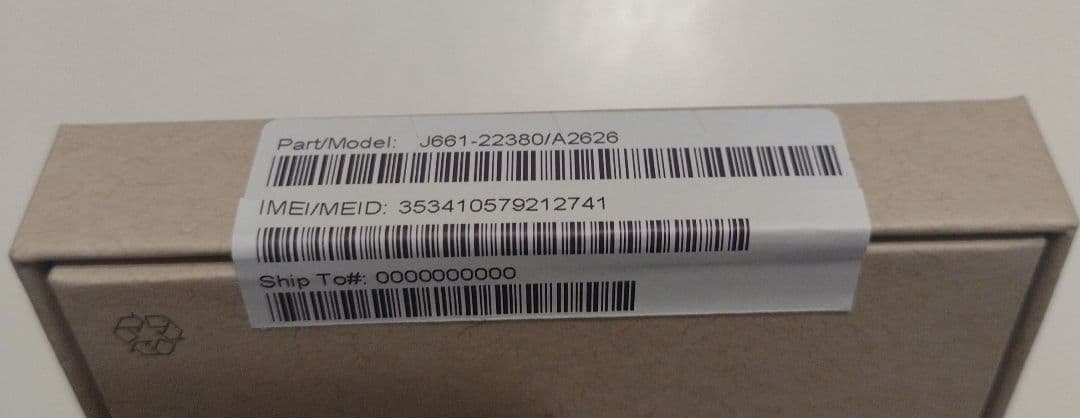 Part/Model: J661-22380/A2626
IMEI/MEID: 353410579212741
Ship To#: 0000000000